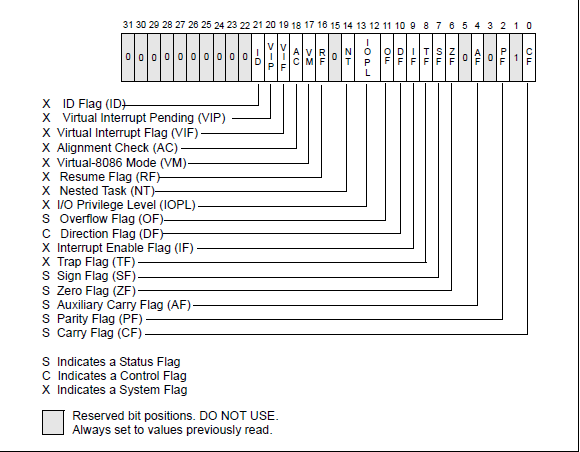 31 30 29 28 27 26 25 24 23 22 21 20 19 18 17 16 15 14 13 12 11 10 9 8 7 6 5 4 3 2 1 0
0 0 0 0 0 0 0 0 0 0 ID VIP VIF AC VM RF 0 NT IOPL OF DF IF TF SF ZF 0 AF 0 PF 1 CF
X ID Flag (ID)
X Virtual Interrupt Pending (VIP)
X Virtual Interrupt Flag (VIF)
X Alignment Check (AC)
X Virtual-8086 Mode (VM)
X Resume Flag (RF)
X Nested Task (NT)
X I/O Privilege Level (IOPL)
S Overflow Flag (OF)
C Direction Flag (DF)
X Interrupt Enable Flag (IF)
X Trap Flag (TF)
S Sign Flag (SF)
S Zero Flag (ZF)
S Auxiliary Carry Flag (AF)
S Parity Flag (PF)
S Carry Flag (CF)
S Indicates a Status Flag
C Indicates a Control Flag
X Indicates a System Flag
Reserved bit positions. DO NOT USE.
Always set to values previously read.